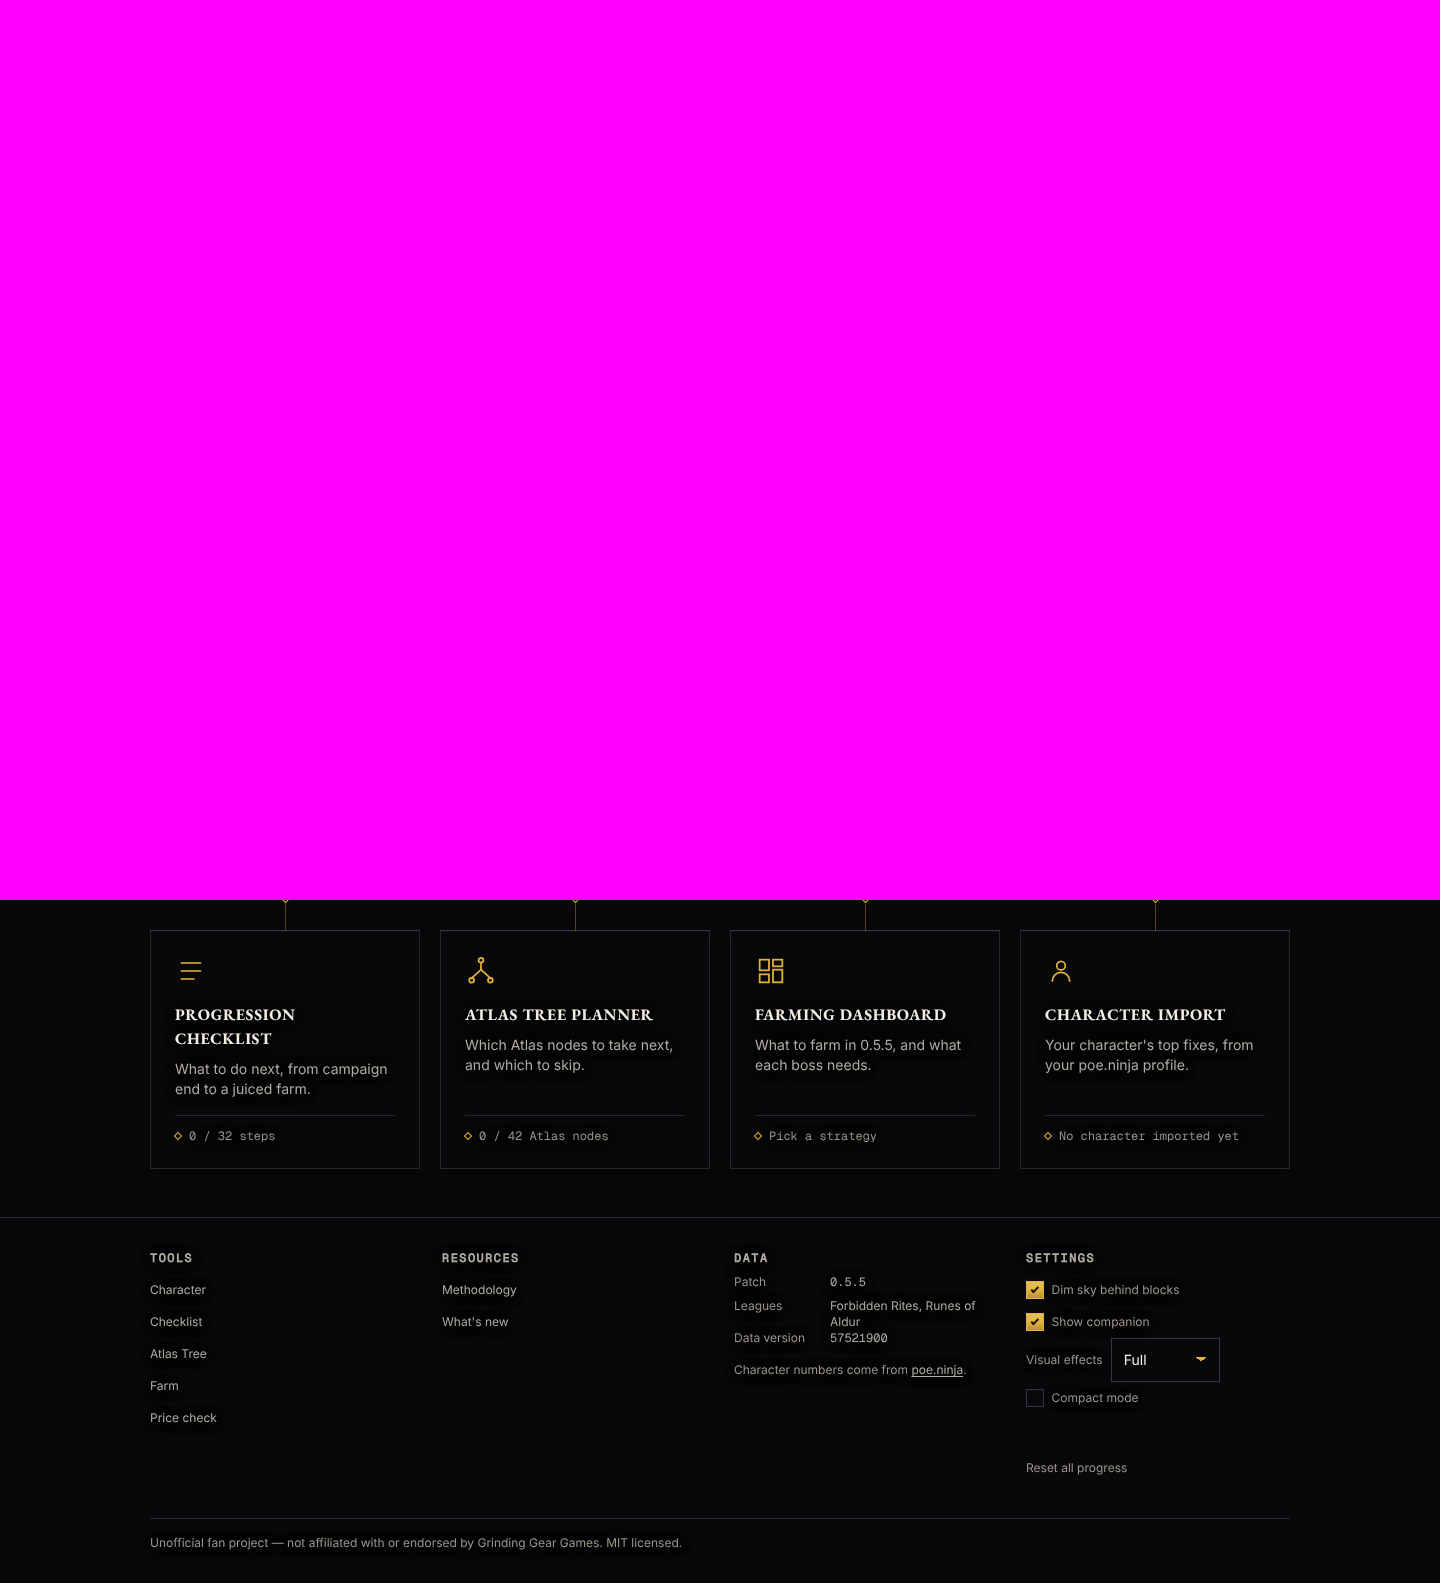 PROGRESSION
CHECKLIST
What to do next, from campaign
end to a juiced farm.
0 / 32 steps
ATLAS TREE PLANNER
Which Atlas nodes to take next,
and which to skip.
0 / 42 Atlas nodes
FARMING DASHBOARD
What to farm in 0.5.5, and what
each boss needs.
Pick a strategy
CHARACTER IMPORT
Your character's top fixes, from
your poe.ninja profile.
No character imported yet
TOOLS
Character
Checklist
Atlas Tree
Farm
Price check
RESOURCES
Methodology
What's new
DATA
Patch 0.5.5
Leagues Forbidden Rites, Runes of
Aldur
Data version 57521900
Character numbers come from poe.ninja.
SETTINGS
Dim sky behind blocks
Show companion
Visual effects Full
Compact mode
Reset all progress
Unofficial fan project — not affiliated with or endorsed by Grinding Gear Games. MIT licensed.